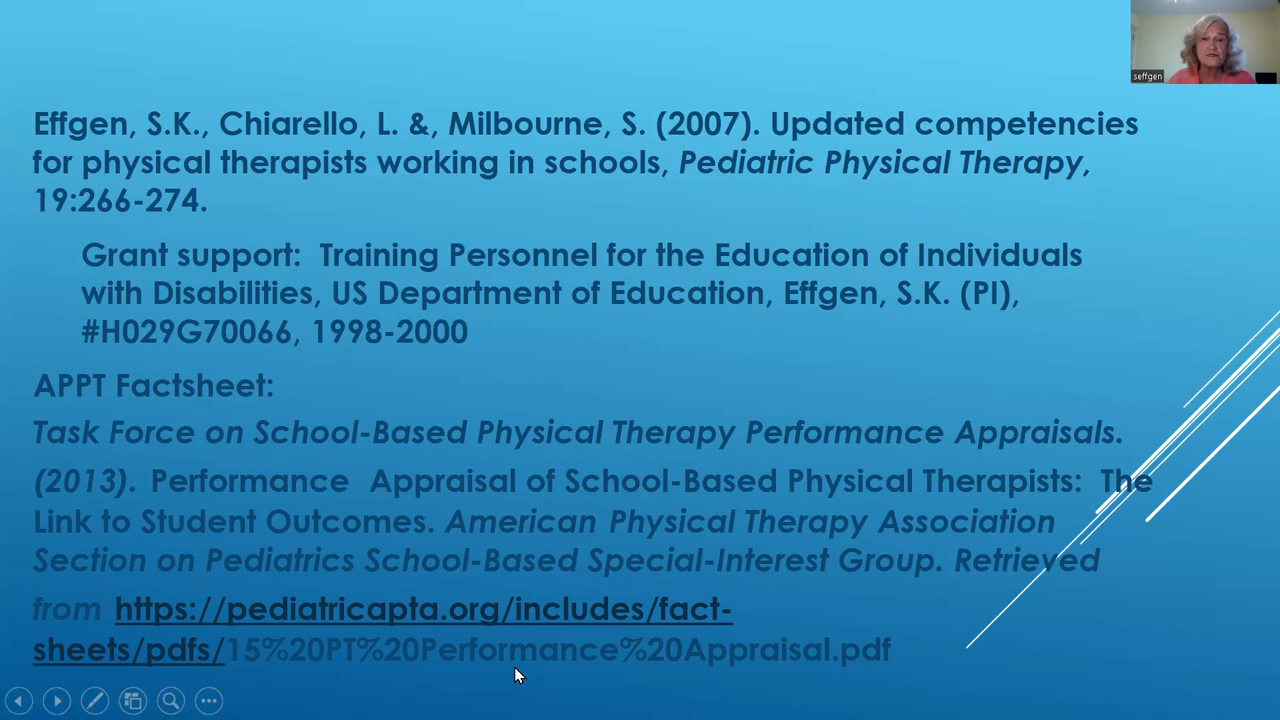 seffgen
Effgen, S.K., Chiarello, L. &, Milbourne, S. (2007). Updated competencies
for physical therapists working in schools, Pediatric Physical Therapy,
19:266-274.
Grant support:  Training Personnel for the Education of Individuals
with Disabilities, US Department of Education, Effgen, S.K. (PI),
#H029G70066, 1998-2000
APPT Factsheet:
Task Force on School-Based Physical Therapy Performance Appraisals.
(2013). Performance  Appraisal of School-Based Physical Therapists:  The
Link to Student Outcomes. American Physical Therapy Association
Section on Pediatrics School-Based Special-Interest Group. Retrieved
from https://pediatricapta.org/includes/fact-
sheets/pdfs/15%20PT%20Performance%20Appraisal.pdf